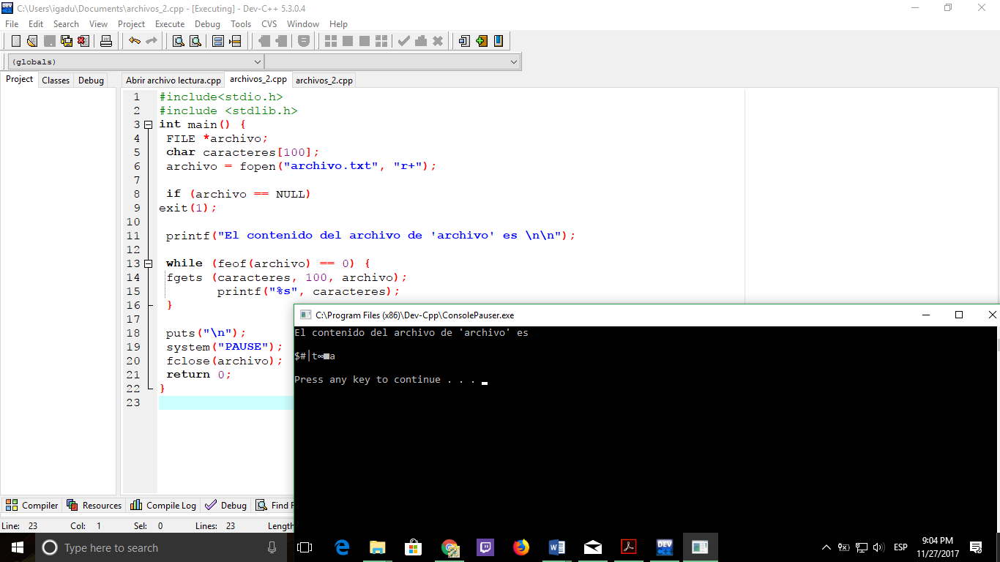 C:\Users\igadu\Documents\archivos_2.cpp - [Executing] - Dev-C++ 5.3.0.4
File Edit Search View Project Execute Debug Tools CVS Window Help
(globals)
Project Classes Debug
Abrir archivo lectura.cpp archivos_2.cpp archivos_2.cpp
1 #include<stdio.h>
2 #include <stdlib.h>
3 int main() {
4 FILE *archivo;
5 char caracteres[100];
6 archivo = fopen("archivo.txt", "r+");
7
8 if (archivo == NULL)
9 exit(1);
10
11 printf("El contenido del archivo de 'archivo' es \n\n");
12
13 while (feof(archivo) == 0) {
14 fgets (caracteres, 100, archivo);
15 printf("%s", caracteres);
16 }
17
18 puts("\n");
19 system("PAUSE");
20 fclose(archivo);
21 return 0;
22 }
23
C:\Program Files (x86)\Dev-Cpp\ConsolePauser.exe
El contenido del archivo de 'archivo' es
$#│t∞■a
Press any key to continue . . .
Compiler Resources Compile Log Debug Find
Line: 23 Col: 1 Sel: 0 Lines: 23 Length
Type here to search
DEV
ESP
9:04 PM
11/27/2017